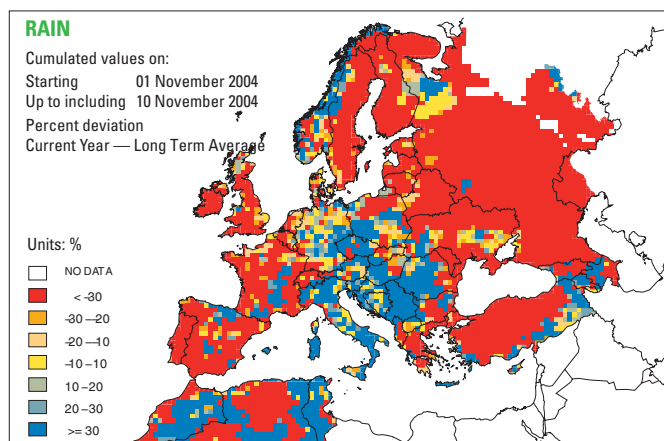 RAIN
Cumulated values on:
Starting 01 November 2004
Up to including 10 November 2004
Percent deviation
Current Year — Long Term Average
Units: %
NO DATA
< -30
-30 —20
-20 —10
-10 -10
10 -20
20 -30
>= 30